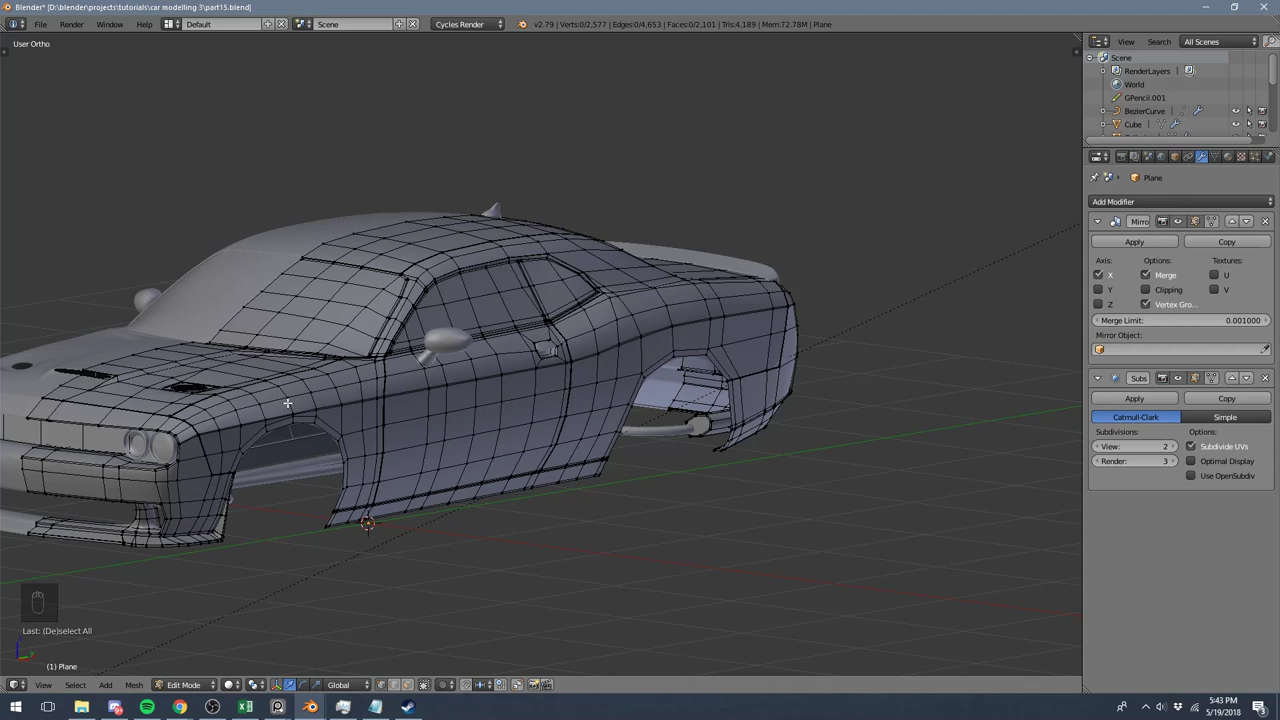 Blender* [D:\blender\projects\tutorials\car modelling 3\part15.blend]
File Render Window Help Default Scene Cycles Render v2.79 | Verts:0/2,577 | Edges:0/4,653 | Faces:0/2,101 | Tris:4,189 | Mem:72.78M | Plane
User Ortho
View Search All Scenes
Scene
RenderLayers
World
GPencil.001
BezierCurve
Cube
Plane
Add Modifier
Mirro
Apply Copy
Axis: Options: Textures:
X Merge U
Y Clipping V
Z Vertex Gro...
Merge Limit: 0.001000
Mirror Object:
Subs
Apply Copy
Catmull-Clark Simple
Subdivisions: Options:
View: 2 Subdivide UVs
Render: 3 Optimal Display
Use OpenSubdiv
Last: (De)select All
(1) Plane
View Select Add Mesh Edit Mode Global
5:43 PM
5/19/2018